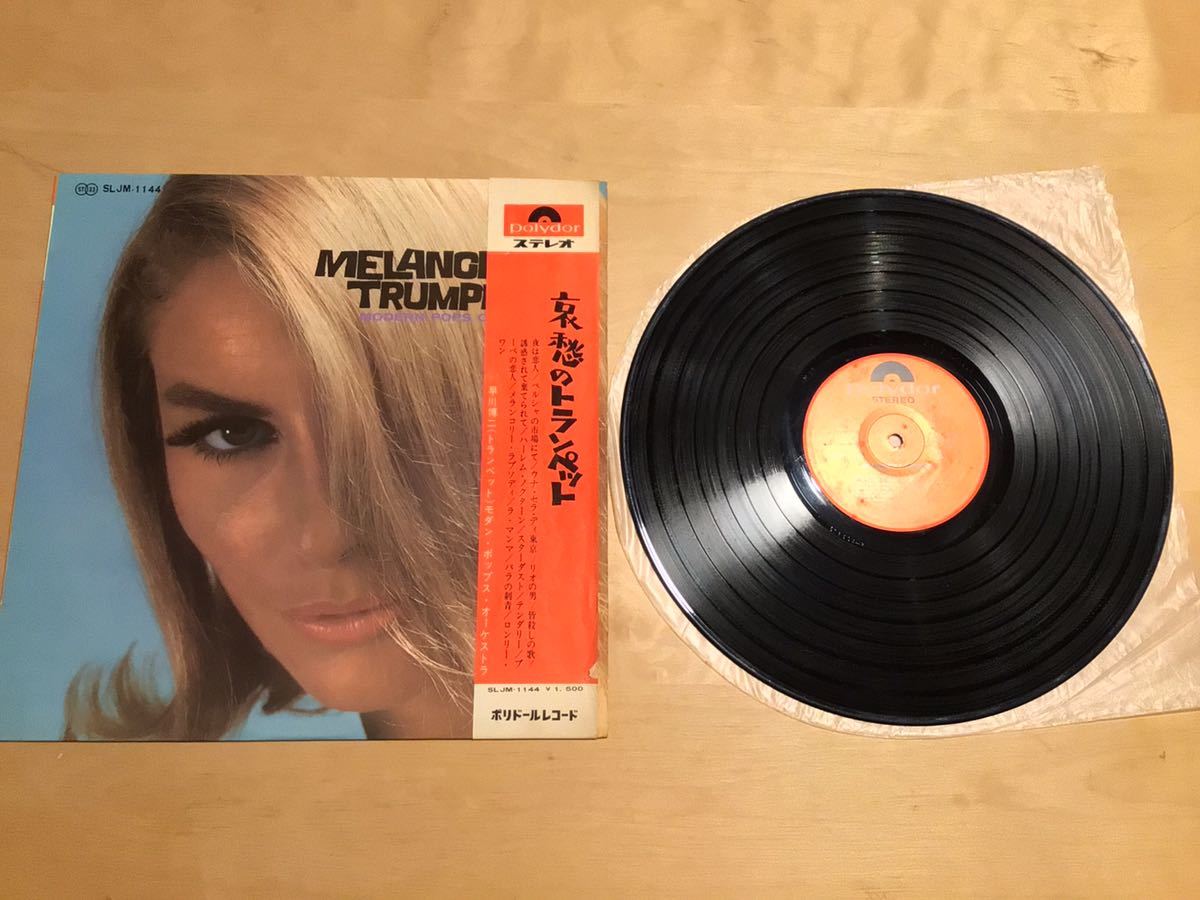 STEREO SLJM-1144
MELANCH
TRUMP
MODERN POPS O
polydor
ステレオ
哀愁のトランペット
夜は恋人/ペルシャの市場にて/ウナ・セラ・ディ東京/リオの男/皆殺しの歌/
誘惑されて棄てられて/ハーレム・ノクターン/スターダスト/テンダリー/ブ
ーベの恋人/メランコリー・ラプソディ/ラ・マンマ/バラの刺青/ロンリー・
ワン
早川博二(トランペット)モダン・ポップス・オーケストラ
SLJM-1144 ¥1,500
ポリドールレコード
polydor
STEREO